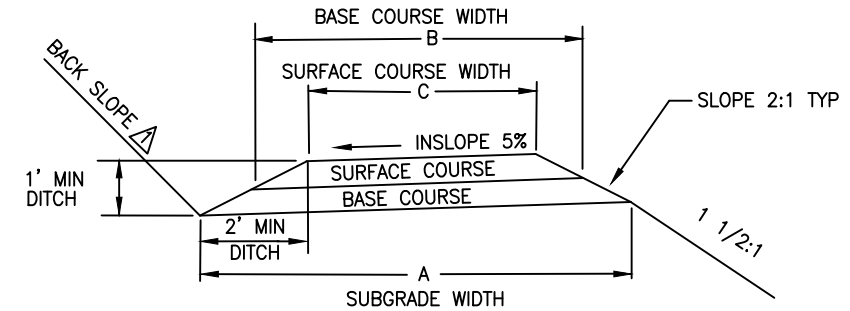 BASE COURSE WIDTH
B
BACK SLOPE 1
SURFACE COURSE WIDTH
C
SLOPE 2:1 TYP
INSLOPE 5%
SURFACE COURSE
1' MIN
DITCH
BASE COURSE
2' MIN
DITCH
1 1/2:1
A
SUBGRADE WIDTH